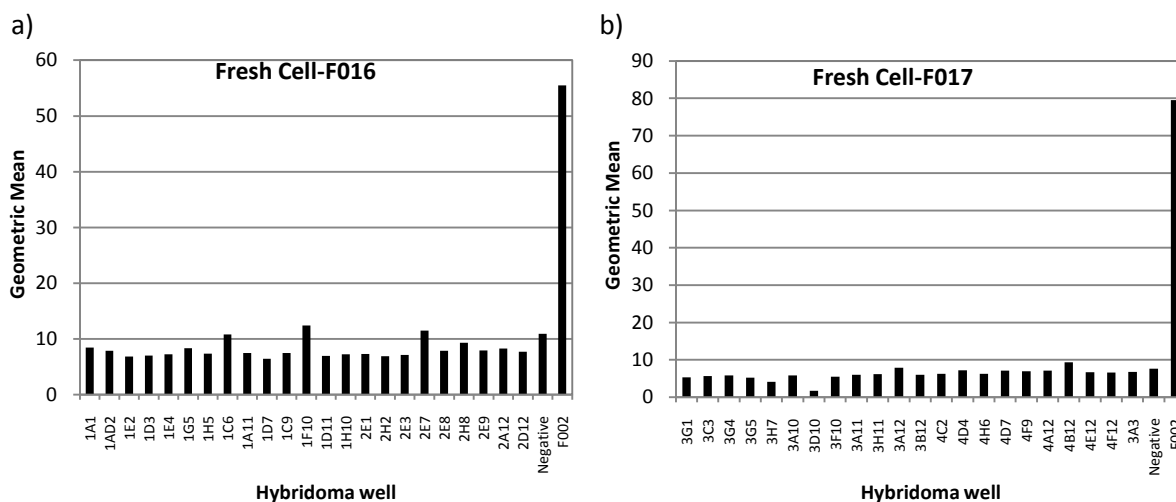 a)
Fresh Cell-F016
60
50
40
30
20
10
0
Geometric Mean
1A1
1AD2
1E2
1D3
1E4
1G5
1H5
1C6
1A11
1D7
1C9
1F10
1D11
1H10
2E1
2H2
2E3
2E7
2E8
2H8
2E9
2A12
2D12
Negative
F002
Hybridoma well
b)
Fresh Cell-F017
90
80
70
60
50
40
30
20
10
0
Geometric Mean
3G1
3C3
3G4
3G5
3H7
3A10
3D10
3F10
3A11
3H11
3A12
3B12
4C2
4D4
4H6
4D7
4F9
4A12
4B12
4E12
4F12
3A3
Negative
F002
Hybridoma well